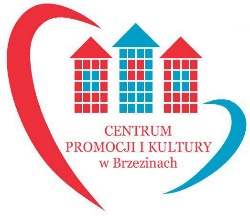 CENTRUM
PROMOCJI I KULTURY
w Brzezinach